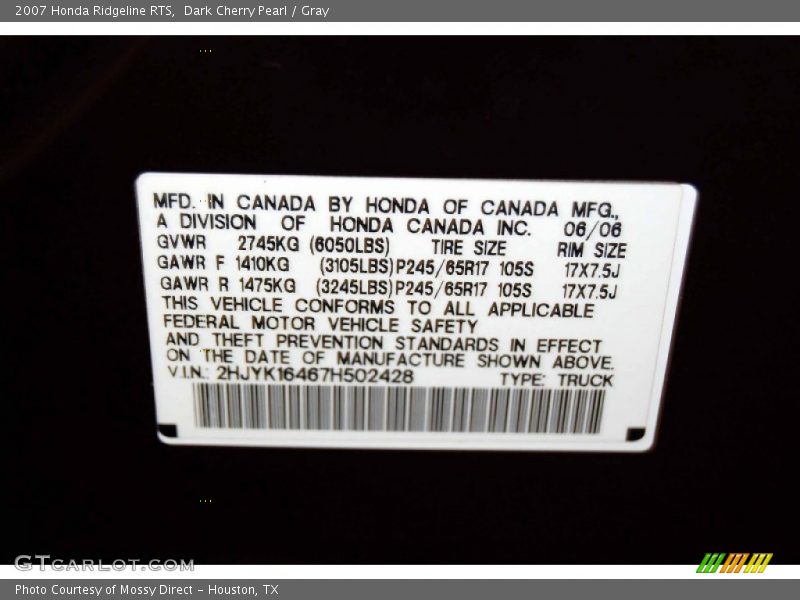 2007 Honda Ridgeline RTS, Dark Cherry Pearl / Gray
MFD. IN CANADA BY HONDA OF CANADA MFG.,
A DIVISION OF HONDA CANADA INC. 06/06
GVWR 2745KG (6050LBS) TIRE SIZE RIM SIZE
GAWR F 1410KG (3105LBS) P245/65R17 105S 17X7.5J
GAWR R 1475KG (3245LBS) P245/65R17 105S 17X7.5J
THIS VEHICLE CONFORMS TO ALL APPLICABLE
FEDERAL MOTOR VEHICLE SAFETY
AND THEFT PREVENTION STANDARDS IN EFFECT
ON THE DATE OF MANUFACTURE SHOWN ABOVE.
V.I.N.: 2HJYK16467H502428 TYPE: TRUCK
GTCARLOT.COM
Photo Courtesy of Mossy Direct - Houston, TX